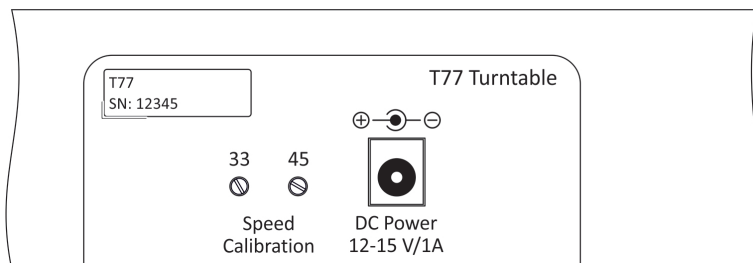 T77
SN: 12345
T77 Turntable
33 45
Speed
Calibration
DC Power
12-15 V/1A